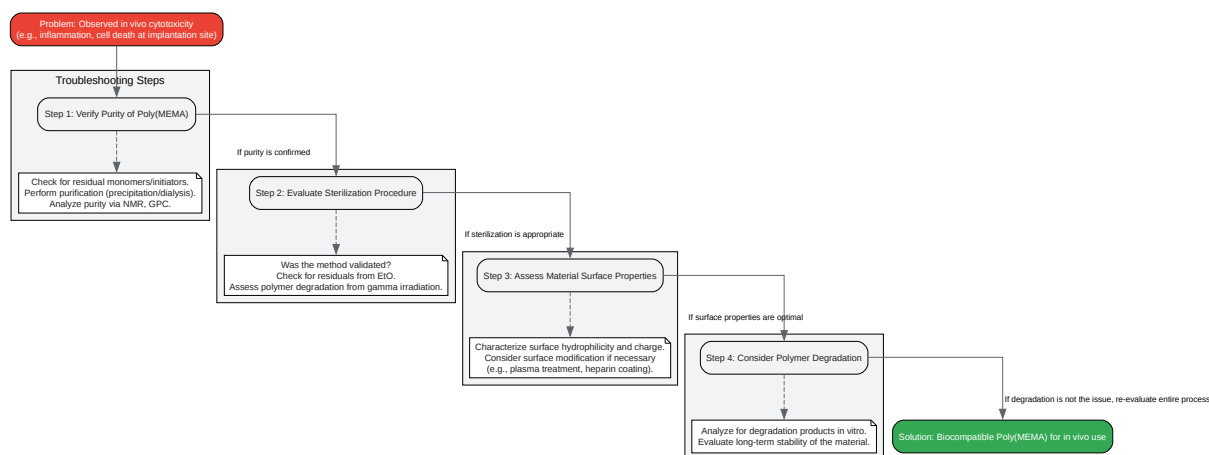 Problem: Observed in vivo cytotoxicity
(e.g., inflammation, cell death at implantation site)
Troubleshooting Steps
Step 1: Verify Purity of Poly(MEMA)
Check for residual monomers/initiators.
Perform purification (precipitation/dialysis).
Analyze purity via NMR, GPC.
If purity is confirmed
Step 2: Evaluate Sterilization Procedure
Was the method validated?
Check for residuals from EtO.
Assess polymer degradation from gamma irradiation.
If sterilization is appropriate
Step 3: Assess Material Surface Properties
Characterize surface hydrophilicity and charge.
Consider surface modification if necessary
(e.g., plasma treatment, heparin coating).
If surface properties are optimal
Step 4: Consider Polymer Degradation
Analyze for degradation products in vitro.
Evaluate long-term stability of the material.
If degradation is not the issue, re-evaluate entire process
Solution: Biocompatible Poly(MEMA) for in vivo use